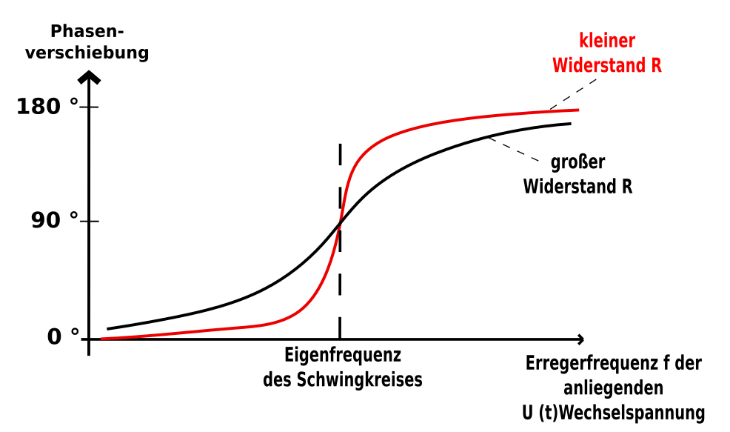 Phasen-
verschiebung
kleiner
Widerstand R
180 °
großer
Widerstand R
90 °
0 °
Eigenfrequenz
des Schwingkreises
Erregerfrequenz f der
anliegenden
U (t)Wechselspannung